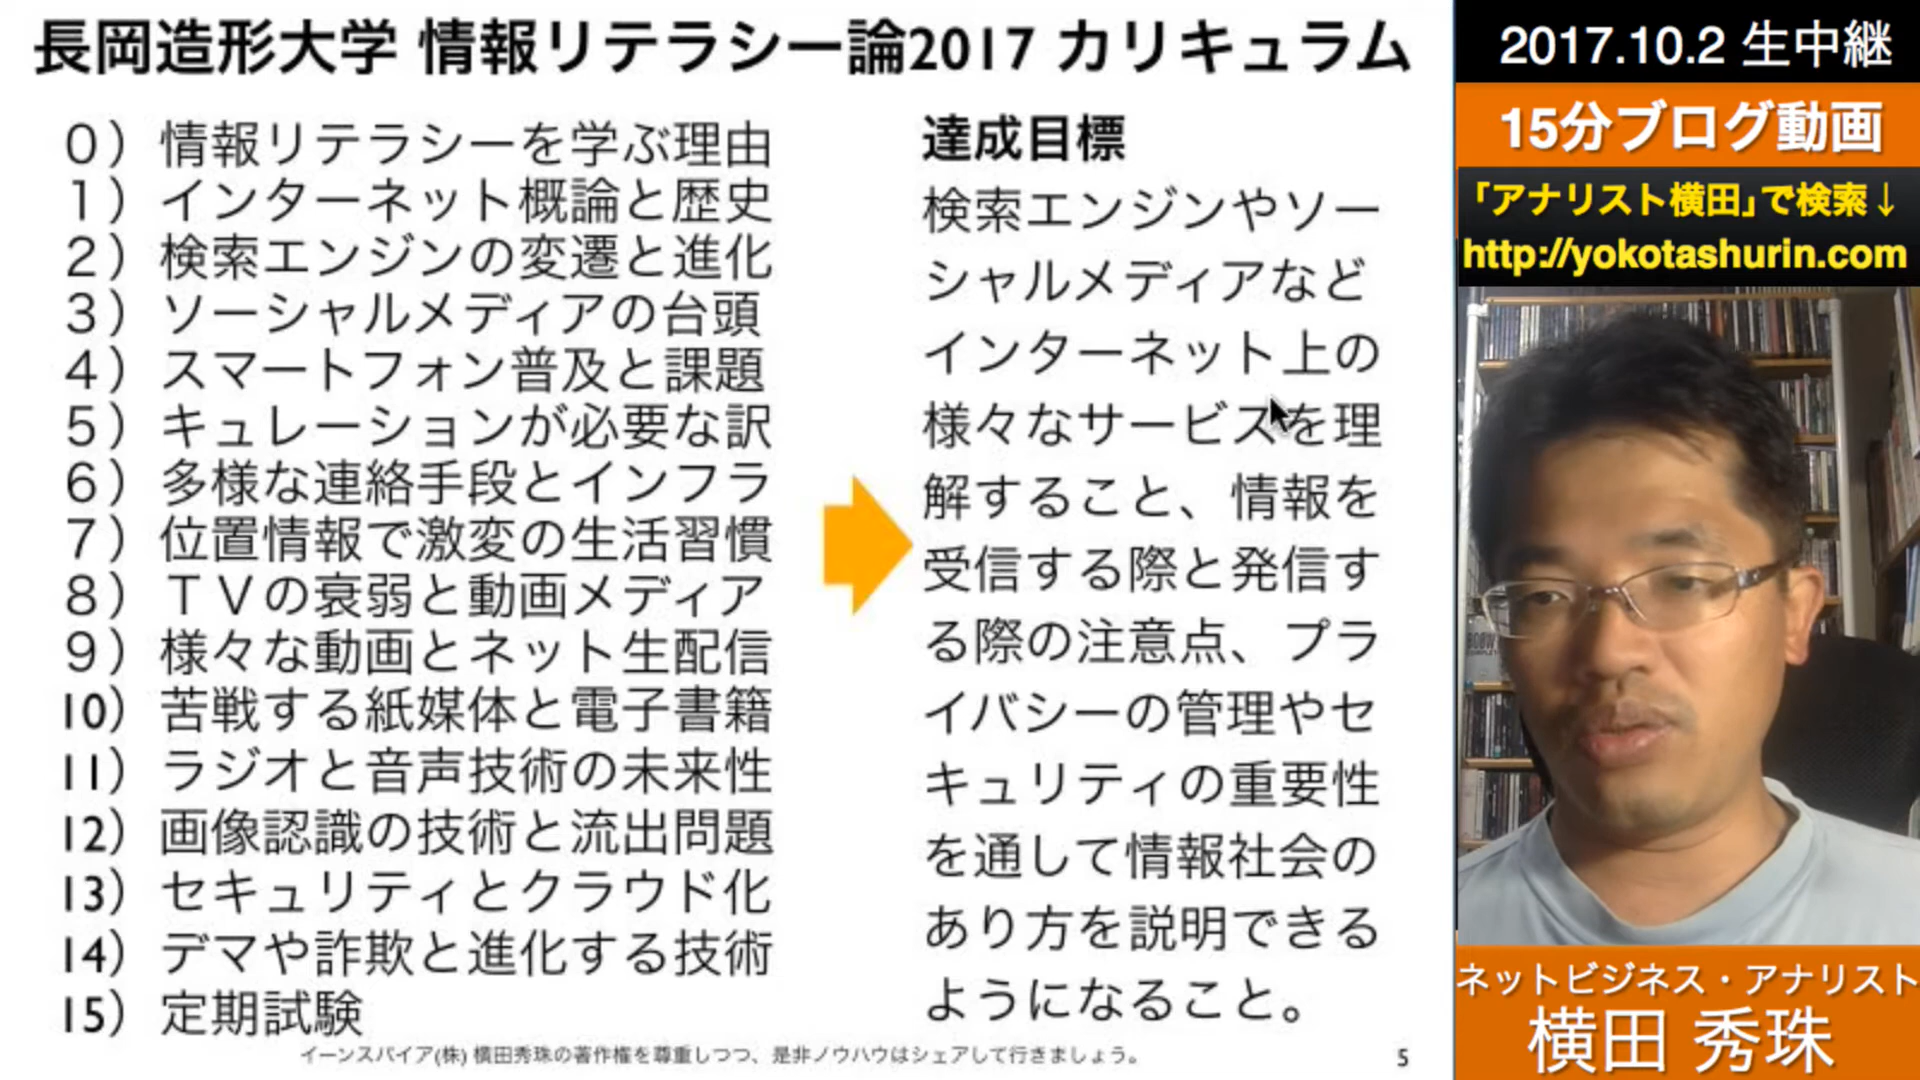 長岡造形大学 情報リテラシー論2017 カリキュラム
0）情報リテラシーを学ぶ理由
1）インターネット概論と歴史
2）検索エンジンの変遷と進化
3）ソーシャルメディアの台頭
4）スマートフォン普及と課題
5）キュレーションが必要な訳
6）多様な連絡手段とインフラ
7）位置情報で激変の生活習慣
8）ＴＶの衰弱と動画メディア
9）様々な動画とネット生配信
10）苦戦する紙媒体と電子書籍
11）ラジオと音声技術の未来性
12）画像認識の技術と流出問題
13）セキュリティとクラウド化
14）デマや詐欺と進化する技術
15）定期試験
達成目標
検索エンジンやソー
シャルメディアなど
インターネット上の
様々なサービスを理
解すること、情報を
受信する際と発信す
る際の注意点、プラ
イバシーの管理やセ
キュリティの重要性
を通して情報社会の
あり方を説明できる
ようになること。
イーンスパイア(株) 横田秀珠の著作権を尊重しつつ、是非ノウハウはシェアして行きましょう。
5
2017.10.2 生中継
15分ブログ動画
「アナリスト横田」で検索↓
http://yokotashurin.com
ネットビジネス・アナリスト
横田 秀珠